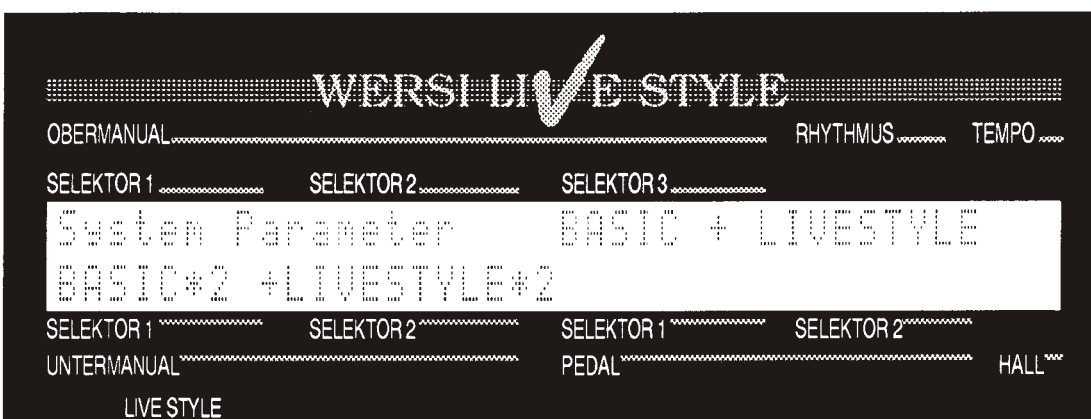 WERSI LIVE STYLE
OBERMANUAL RHYTHMUS TEMPO
SELEKTOR 1 SELEKTOR 2 SELEKTOR 3
System Parameter BASIC + LIVESTYLE
BASIC*2 +LIVESTYLE*2
SELEKTOR 1 SELEKTOR 2 SELEKTOR 1 SELEKTOR 2
UNTERMANUAL PEDAL HALL
LIVE STYLE